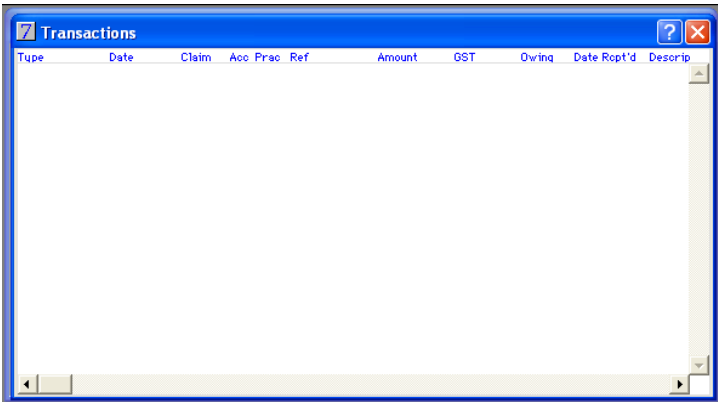 7 Transactions ?
Type Date Claim Acc Prac Ref Amount GST Owing Date Rcpt'd Descrip